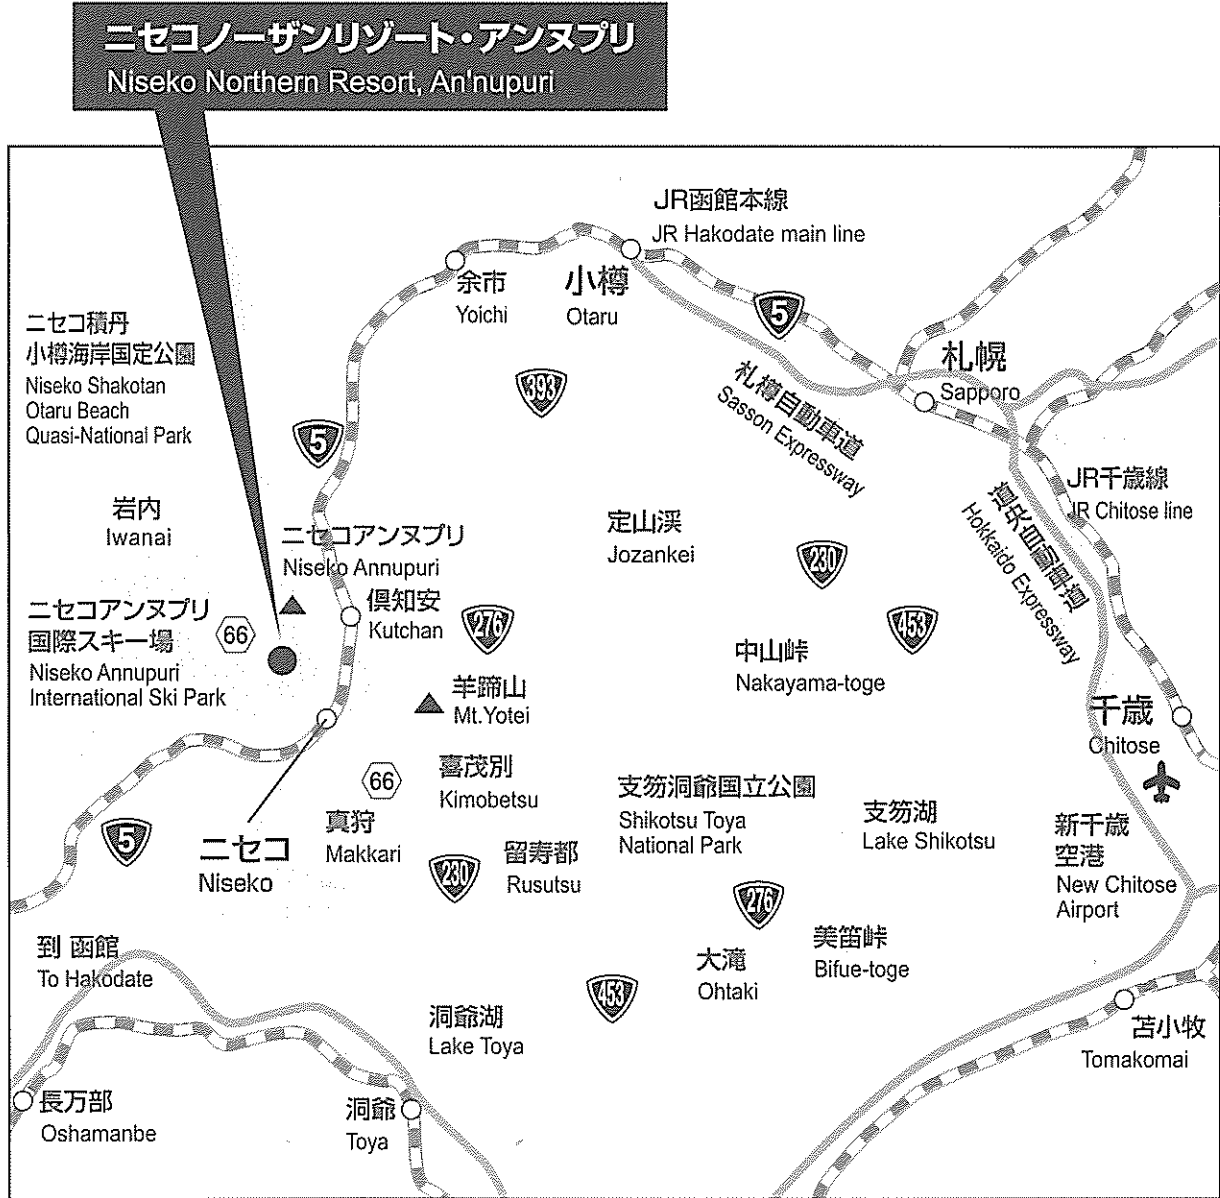 ニセコノーザンリゾート・アンヌプリ
Niseko Northern Resort, An'nupuri
JR函館本線
JR Hakodate main line
余市
Yoichi
小樽
Otaru
5
ニセコ積丹
小樽海岸国定公園
Niseko Shakotan
Otaru Beach
Quasi-National Park
393
札幌
Sapporo
札樽自動車道
Sasson Expressway
5
JR千歳線
JR Chitose line
道央自動車道
Hokkaido Expressway
岩内
Iwanai
ニセコアンヌプリ
Niseko Annupuri
定山渓
Jozankei
230
ニセコアンヌプリ
国際スキー場
Niseko Annupuri
International Ski Park
66
倶知安
Kutchan
276
453
中山峠
Nakayama-toge
羊蹄山
Mt.Yotei
千歳
Chitose
66
喜茂別
Kimobetsu
支笏洞爺国立公園
Shikotsu Toya
National Park
支笏湖
Lake Shikotsu
新千歳
空港
New Chitose
Airport
5
ニセコ
Niseko
真狩
Makkari
230
留寿都
Rusutsu
276
美笛峠
Bifue-toge
到 函館
To Hakodate
大滝
Ohtaki
453
洞爺湖
Lake Toya
苫小牧
Tomakomai
長万部
Oshamanbe
洞爺
Toya